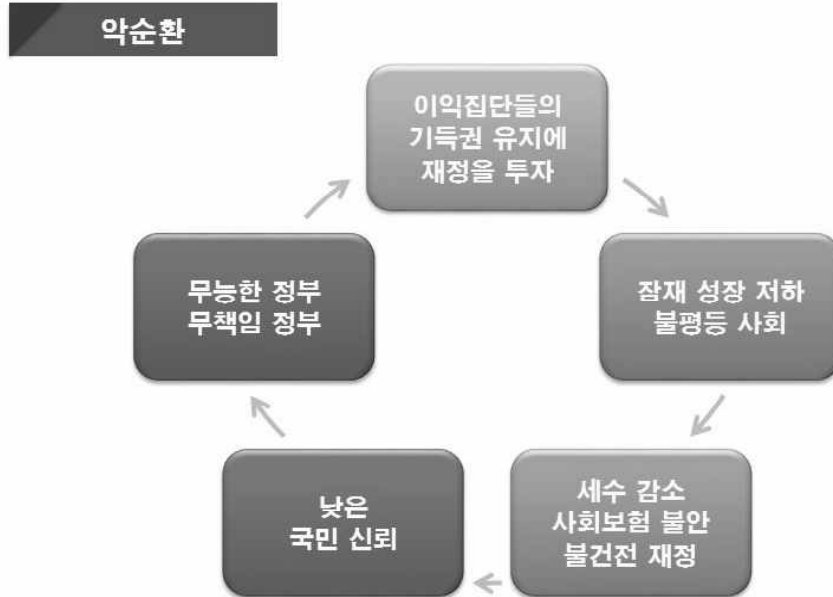 악순환
이익집단들의
기득권 유지에
재정을 투자
잠재 성장 저하
불평등 사회
세수 감소
사회보험 불안
불건전 재정
낮은
국민 신뢰
무능한 정부
무책임 정부